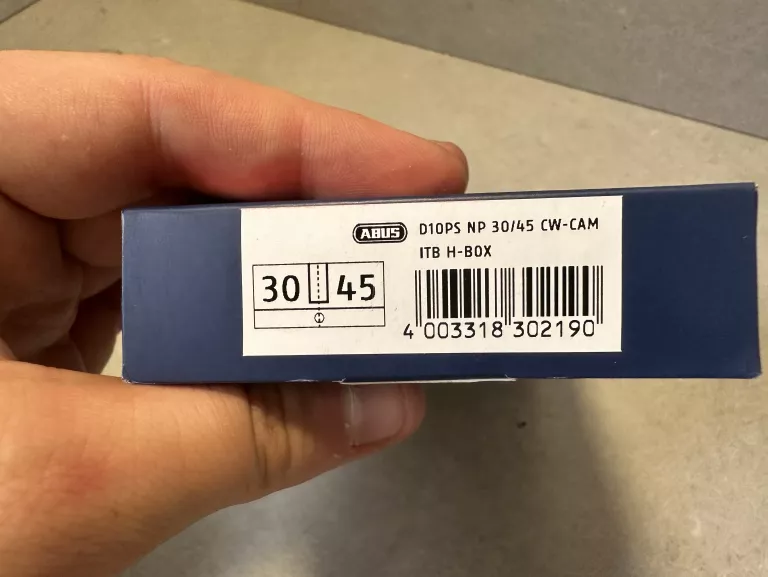 ABUS D10PS NP 30/45 CW-CAM
ITB H-BOX
30 45
4 003318 302190